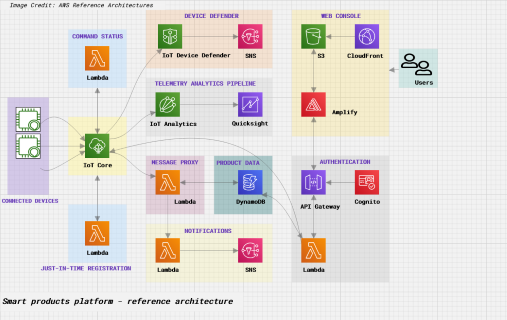 Image Credit: AWS Reference Architectures
DEVICE DEFENDER
WEB CONSOLE
COMMAND STATUS
IoT Device Defender
SNS
S3
CloudFront
Lambda
TELEMETRY ANALYTICS PIPELINE
Users
IoT Analytics
Quicksight
Amplify
IoT Core
MESSAGE PROXY
PRODUCT DATA
AUTHENTICATION
CONNECTED DEVICES
Lambda
DynamoDB
API Gateway
Cognito
NOTIFICATIONS
Lambda
JUST-IN-TIME REGISTRATION
Lambda
SNS
Lambda
Smart products platform - reference architecture